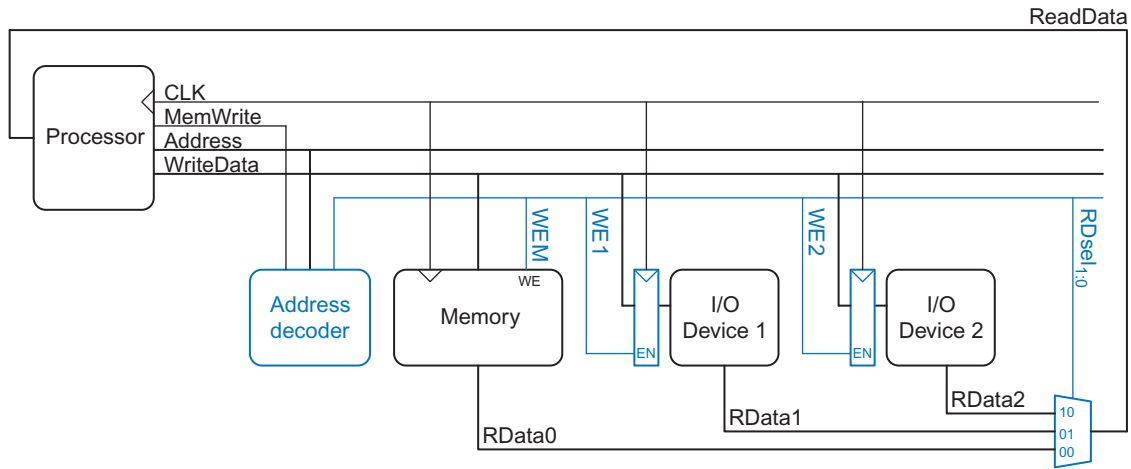 ReadData
Processor
CLK
MemWrite
Address
WriteData
WEM
WE1
WE2
RDsel1:0
Address
decoder
WE
Memory
EN
I/O
Device 1
EN
I/O
Device 2
RData2
RData1
RData0
10
01
00